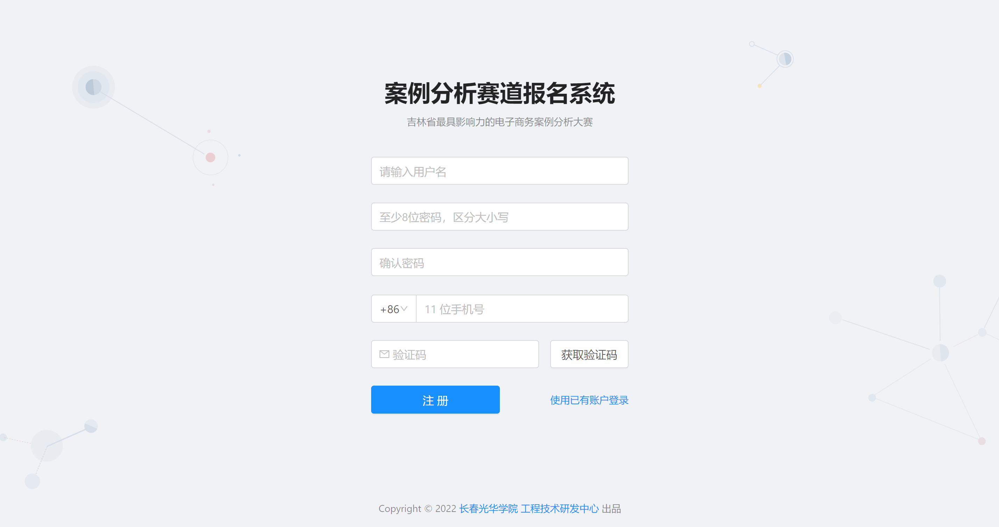 案例分析赛道报名系统
吉林省最具影响力的电子商务案例分析大赛
请输入用户名
至少8位密码，区分大小写
确认密码
+86 11 位手机号
验证码 获取验证码
注 册 使用已有账户登录
Copyright © 2022 长春光华学院 工程技术研发中心 出品